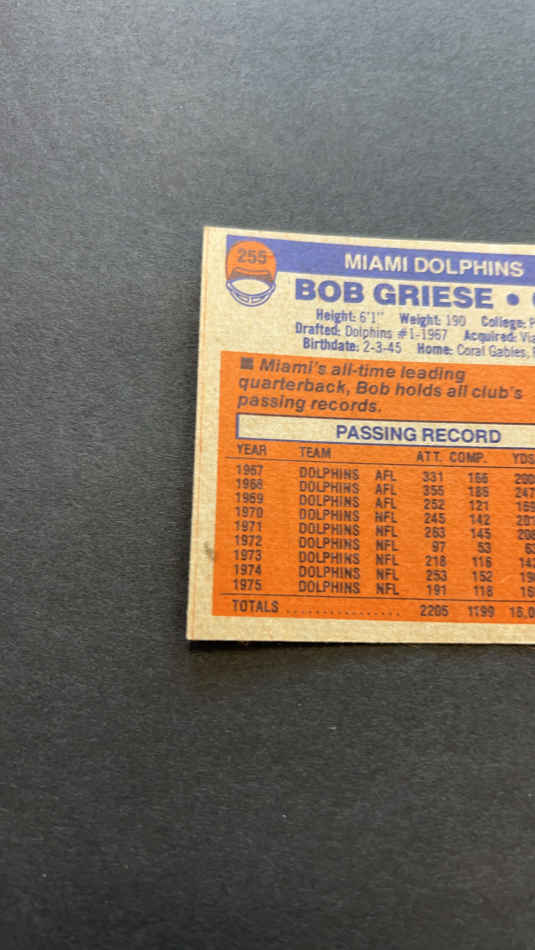 255
MIAMI DOLPHINS
BOB GRIESE •
Height: 6'1" Weight: 190 College:
Drafted: Dolphins #1-1967 Acquired:
Birthdate: 2-3-45 Home: Coral Gables,
■ Miami's all-time leading
quarterback, Bob holds all club's
passing records.
PASSING RECORD
YEAR TEAM ATT. COMP. YDS
1967 DOLPHINS AFL 331 166
1968 DOLPHINS AFL 355 186
1969 DOLPHINS AFL 252 121
1970 DOLPHINS NFL 245 142
1971 DOLPHINS NFL 263 145
1972 DOLPHINS NFL 97 53
1973 DOLPHINS NFL 218 116
1974 DOLPHINS NFL 253 152
1975 DOLPHINS NFL 191 118
TOTALS ................ 2205 1199